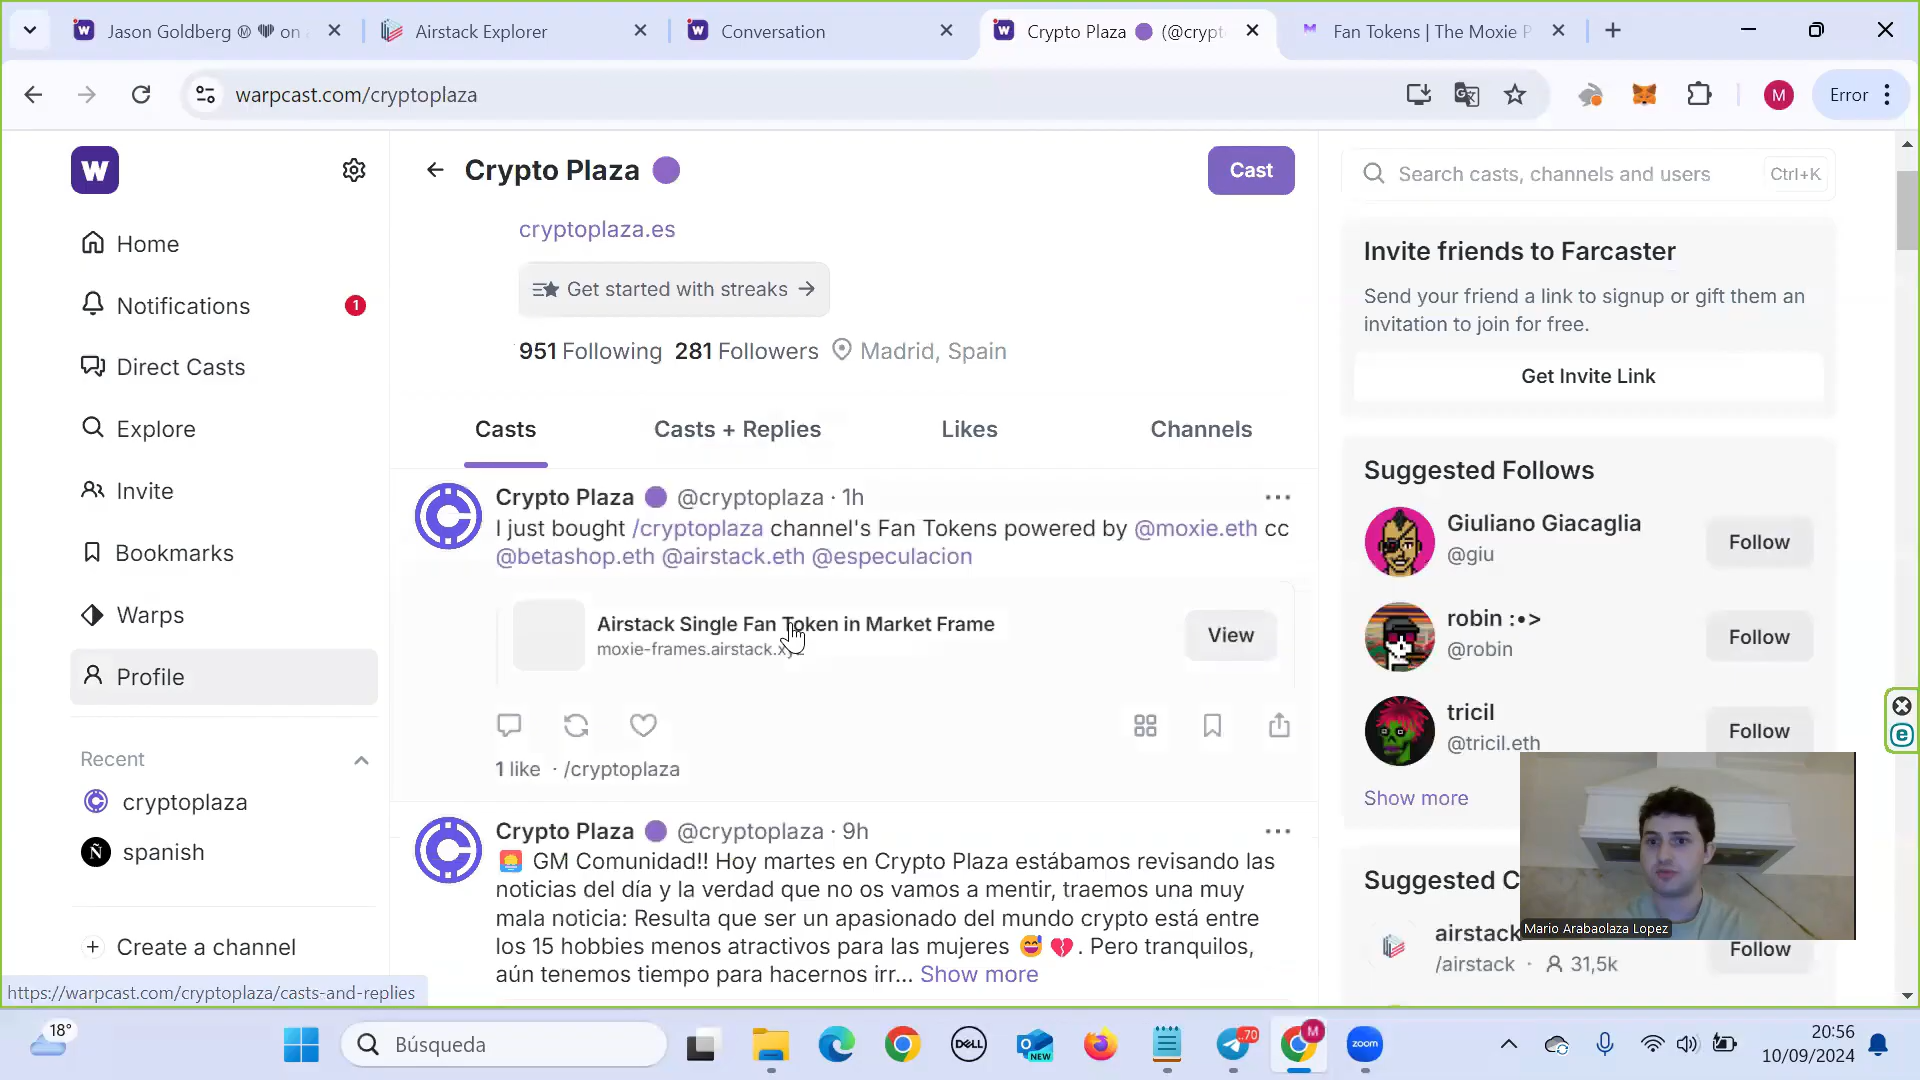 Jason Goldberg Ⓜ 🖤 on
Airstack Explorer
Conversation
Crypto Plaza 🟣 (@crypt
Fan Tokens | The Moxie P
warpcast.com/cryptoplaza
M
Error
W
Crypto Plaza 🟣
Cast
Search casts, channels and users
Ctrl+K
cryptoplaza.es
Get started with streaks →
951 Following 281 Followers Madrid, Spain
Home
Notifications
1
Direct Casts
Explore
Invite
Bookmarks
Warps
Profile
Recent
cryptoplaza
Ñ spanish
+ Create a channel
https://warpcast.com/cryptoplaza/casts-and-replies
Casts
Casts + Replies
Likes
Channels
Crypto Plaza 🟣 @cryptoplaza · 1h
I just bought /cryptoplaza channel's Fan Tokens powered by @moxie.eth cc
@betashop.eth @airstack.eth @especulacion
Airstack Single Fan Token in Market Frame
moxie-frames.airstack.xyz
View
1 like · /cryptoplaza
Crypto Plaza 🟣 @cryptoplaza · 9h
🌅 GM Comunidad!! Hoy martes en Crypto Plaza estábamos revisando las
noticias del día y la verdad que no os vamos a mentir, traemos una muy
mala noticia: Resulta que ser un apasionado del mundo crypto está entre
los 15 hobbies menos atractivos para las mujeres 😅 💔. Pero tranquilos,
aún tenemos tiempo para hacernos irr... Show more
Invite friends to Farcaster
Send your friend a link to signup or gift them an
invitation to join for free.
Get Invite Link
Suggested Follows
Giuliano Giacaglia
@giu
Follow
robin :•>
@robin
Follow
tricil
@tricil.eth
Follow
Show more
Suggested C
airstack
/airstack · 31,5k
Follow
Mario Arabaolaza Lopez
18°
Búsqueda
DELL
NEW
70
M
zoom
20:56
10/09/2024